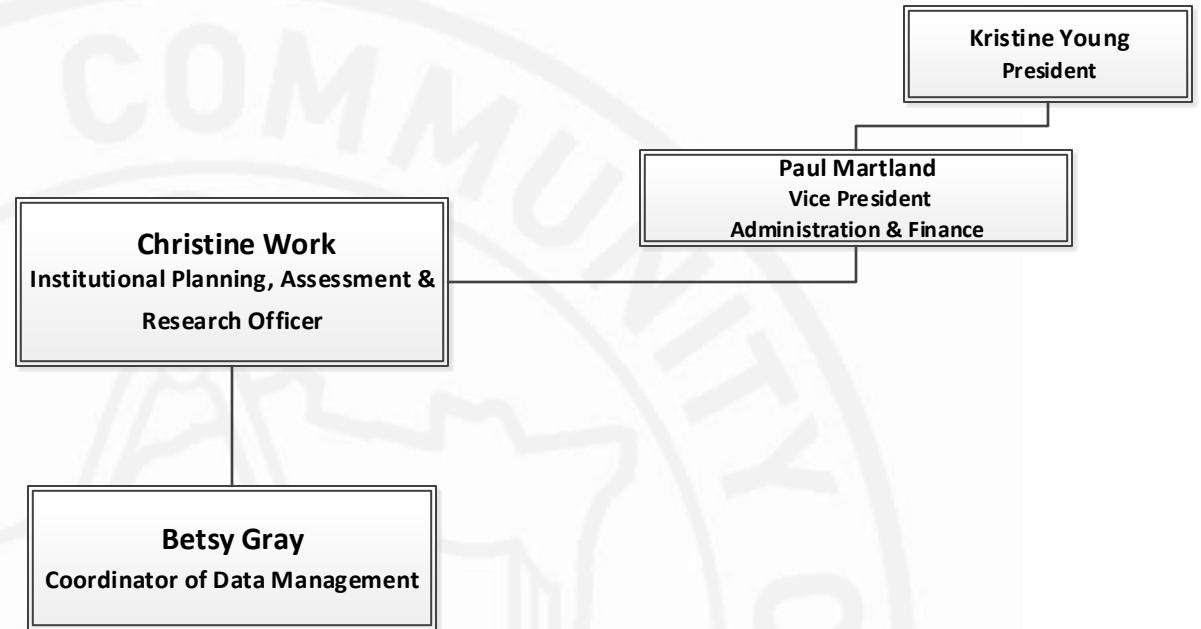 COMMUNITY O
Kristine Young
President
Paul Martland
Vice President
Administration & Finance
Christine Work
Institutional Planning, Assessment &
Research Officer
Betsy Gray
Coordinator of Data Management